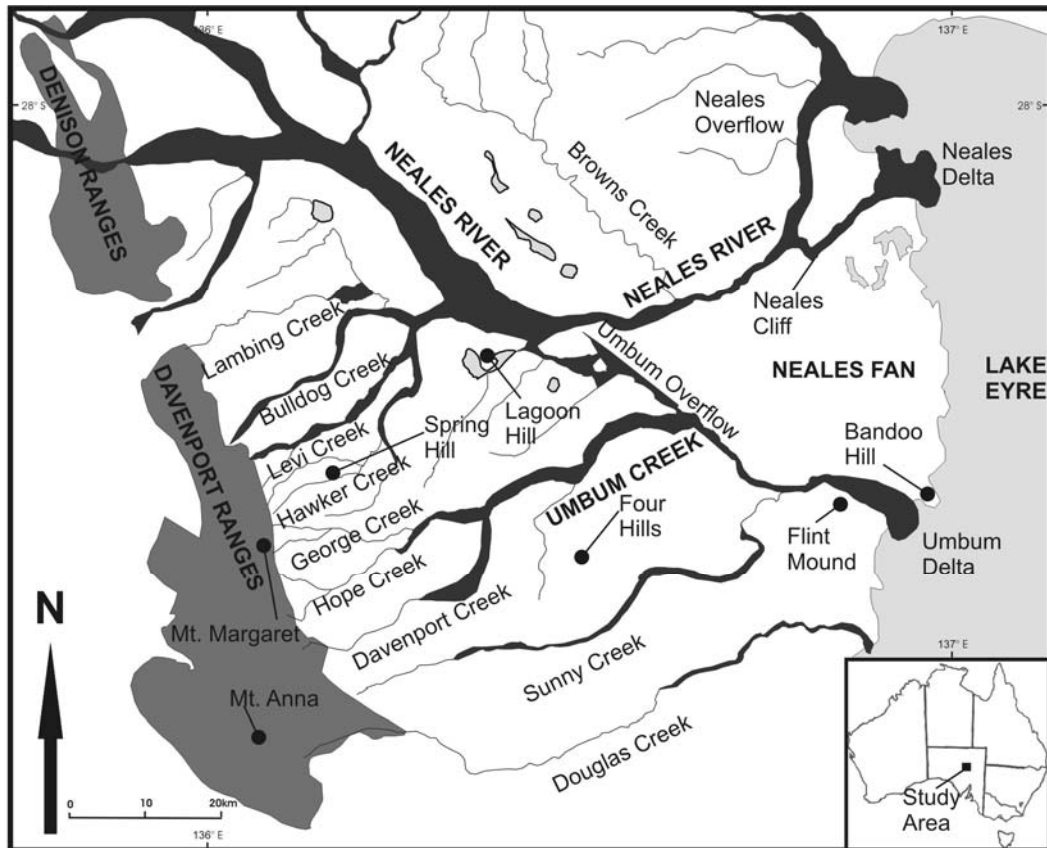 136° E
137° E
28° S
28° S
DENISON RANGES
NEALES RIVER
Browns Creek
Neales
Overflow
Neales
Delta
NEALES RIVER
Neales
Cliff
Lambing Creek
Umbum Overflow
NEALES FAN
LAKE
EYRE
Bulldog Creek
Lagoon
Hill
DAVENPORT RANGES
Levi Creek
Spring
Hill
Bandoo
Hill
Hawker Creek
UMBUM CREEK
George Creek
Four
Hills
Flint
Mound
Umbum
Delta
Hope Creek
N
Mt. Margaret
Davenport Creek
137° E
Sunny Creek
Mt. Anna
Douglas Creek
0 10 20km
136° E
Study
Area